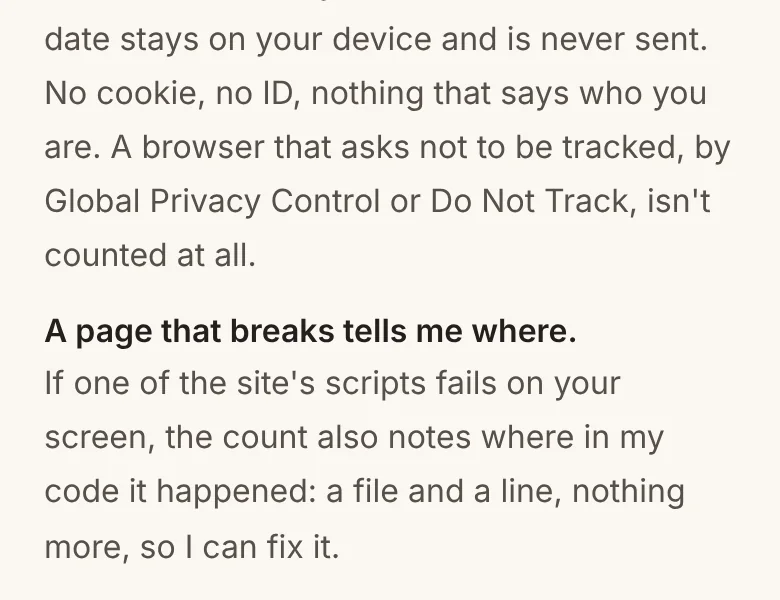 date stays on your device and is never sent.
No cookie, no ID, nothing that says who you
are. A browser that asks not to be tracked, by
Global Privacy Control or Do Not Track, isn't
counted at all.
A page that breaks tells me where.
If one of the site's scripts fails on your
screen, the count also notes where in my
code it happened: a file and a line, nothing
more, so I can fix it.